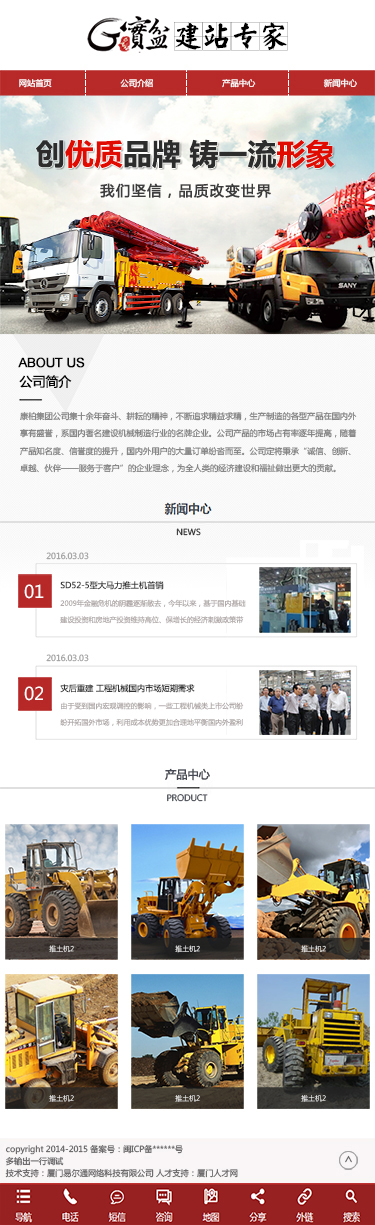 G 寶盆 建站专家
网站首页 公司介绍 产品中心 新闻中心
创优质品牌 铸一流形象
我们坚信，品质改变世界
SANY
ABOUT US
公司简介
康柏集团公司集十余年奋斗、耕耘的精神，不断追求精益求精，生产制造的各型产品在国内外
享有盛誉，系国内著名建设机械制造行业的名牌企业。公司产品的市场占有率逐年提高，随着
产品知名度、信誉度的提升，国内外用户的大量订单纷沓而至。公司定将秉承“诚信、创新、
卓越、伙伴——服务于客户”的企业理念，为全人类的经济建设和福祉做出更大的贡献。
新闻中心
NEWS
2016.03.03
01
SD52-5型大马力推土机首销
2009年金融危机的阴霾逐渐散去，今年以来，基于国内基础
建设投资和房地产投资维持高位、保增长的经济刺激政策带
2016.03.03
02
灾后重建 工程机械国内市场短期需求
由于受到国内宏观调控的影响，一些工程机械类上市公司纷
纷开拓国外市场，利用成本优势更加合理地平衡国内外盈利
产品中心
PRODUCT
推土机2 推土机2 推土机2
推土机2 推土机2 推土机2
copyright 2014-2015 备案号：闽ICP备******号
多输出一行调试
技术支持：厦门易尔通网络科技有限公司 人才支持：厦门人才网
导航 电话 短信 咨询 地图 分享 外链 搜索